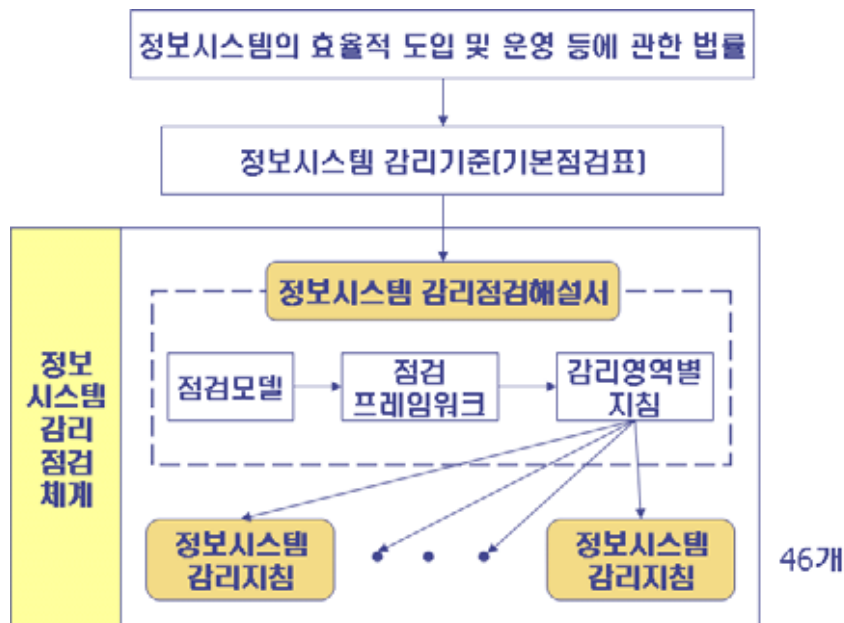 정보시스템의 효율적 도입 및 운영 등에 관한 법률
정보시스템 감리기준(기본점검표)
정보시스템 감리점검해설서
점검모델
점검
프레임워크
감리영역별
지침
정보
시스템
감리
점검
체계
정보시스템
감리지침
정보시스템
감리지침
46개